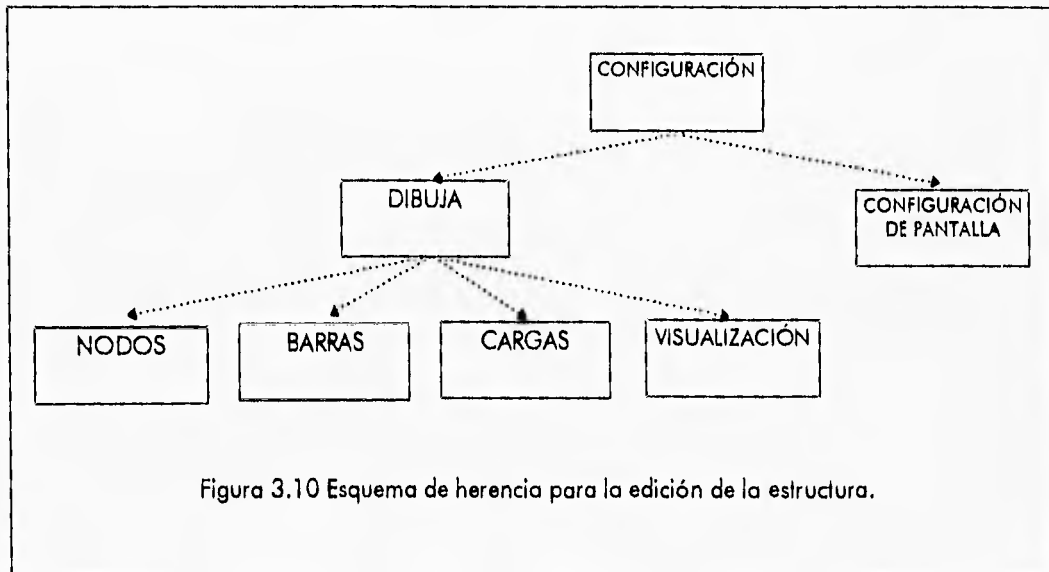 CONFIGURACIÓN
DIBUJA
CONFIGURACIÓN
DE PANTALLA
NODOS
BARRAS
CARGAS
VISUALIZACIÓN
Figura 3.10 Esquema de herencia para la edición de la estructura.